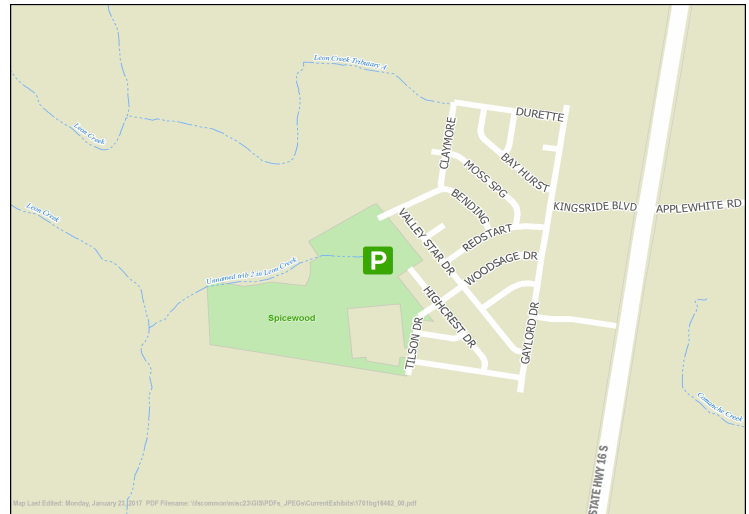 Leon Creek Tributary A
DURETTE
Leon Creek
CLAYMORE
BAY HURST
MOSS SPG
KINGSRIDE BLVD
APPLEWHITE RD
BENDING
Leon Creek
VALLEY STAR DR
REDSTART
WOODSAGE DR
P
Unnamed trib 2 to Leon Creek
HIGHCREST DR
Spicewood
TILSON DR
GAYLORD DR
Comanche Creek
STATE HWY 16 S
Map Last Edited: Monday, January 23, 2017 PDF Filename: